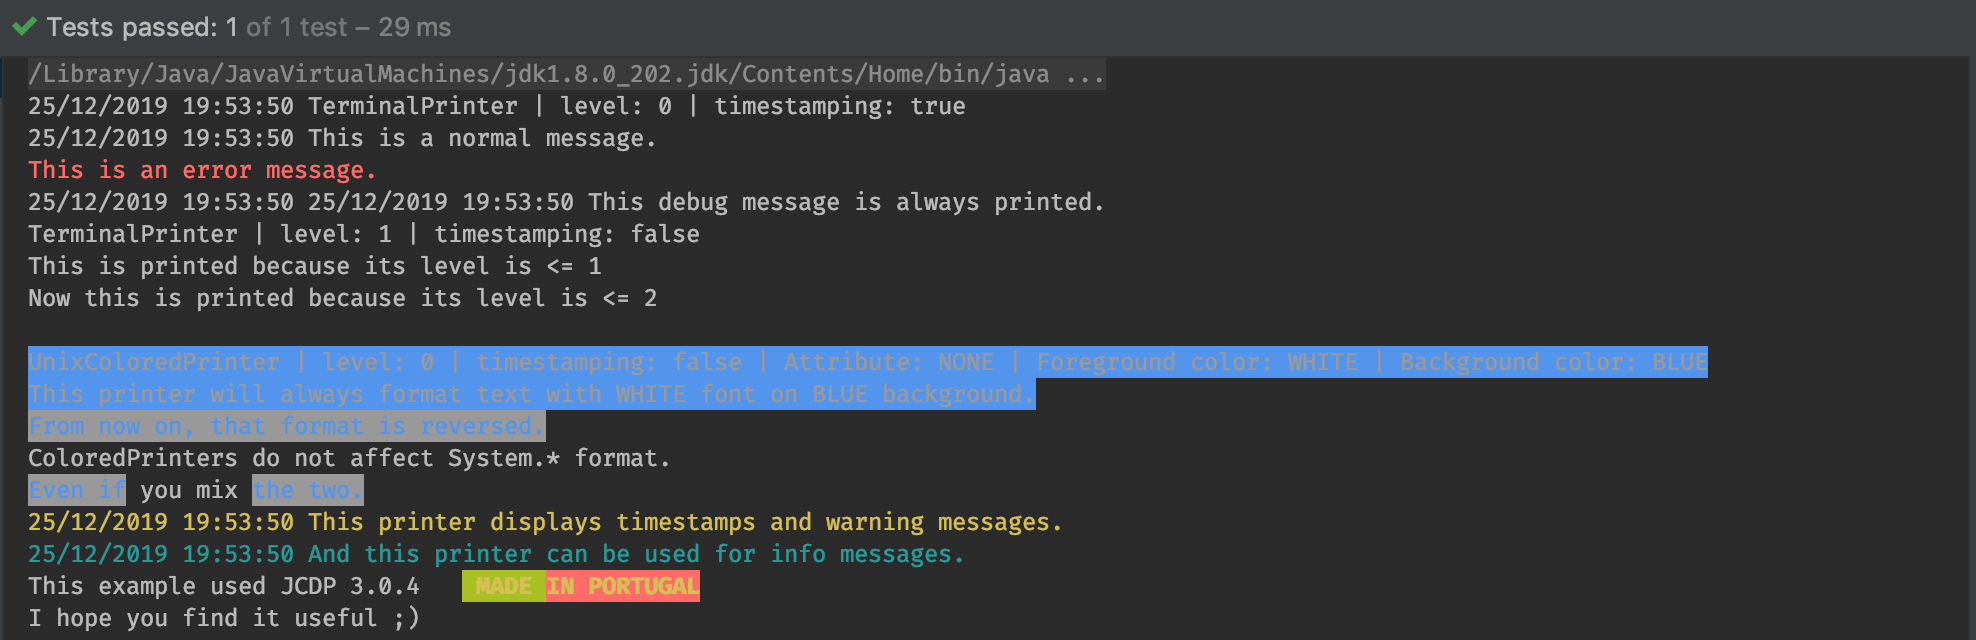 Tests passed: 1 of 1 test – 29 ms
/Library/Java/JavaVirtualMachines/jdk1.8.0_202.jdk/Contents/Home/bin/java ...
25/12/2019 19:53:50 TerminalPrinter | level: 0 | timestamping: true
25/12/2019 19:53:50 This is a normal message.
This is an error message.
25/12/2019 19:53:50 25/12/2019 19:53:50 This debug message is always printed.
TerminalPrinter | level: 1 | timestamping: false
This is printed because its level is <= 1
Now this is printed because its level is <= 2
UnixColoredPrinter | level: 0 | timestamping: false | Attribute: NONE | Foreground color: WHITE | Background color: BLUE
This printer will always format text with WHITE font on BLUE background.
From now on, that format is reversed.
ColoredPrinters do not affect System.* format.
Even if you mix the two.
25/12/2019 19:53:50 This printer displays timestamps and warning messages.
25/12/2019 19:53:50 And this printer can be used for info messages.
This example used JCDP 3.0.4 MADE IN PORTUGAL
I hope you find it useful ;)